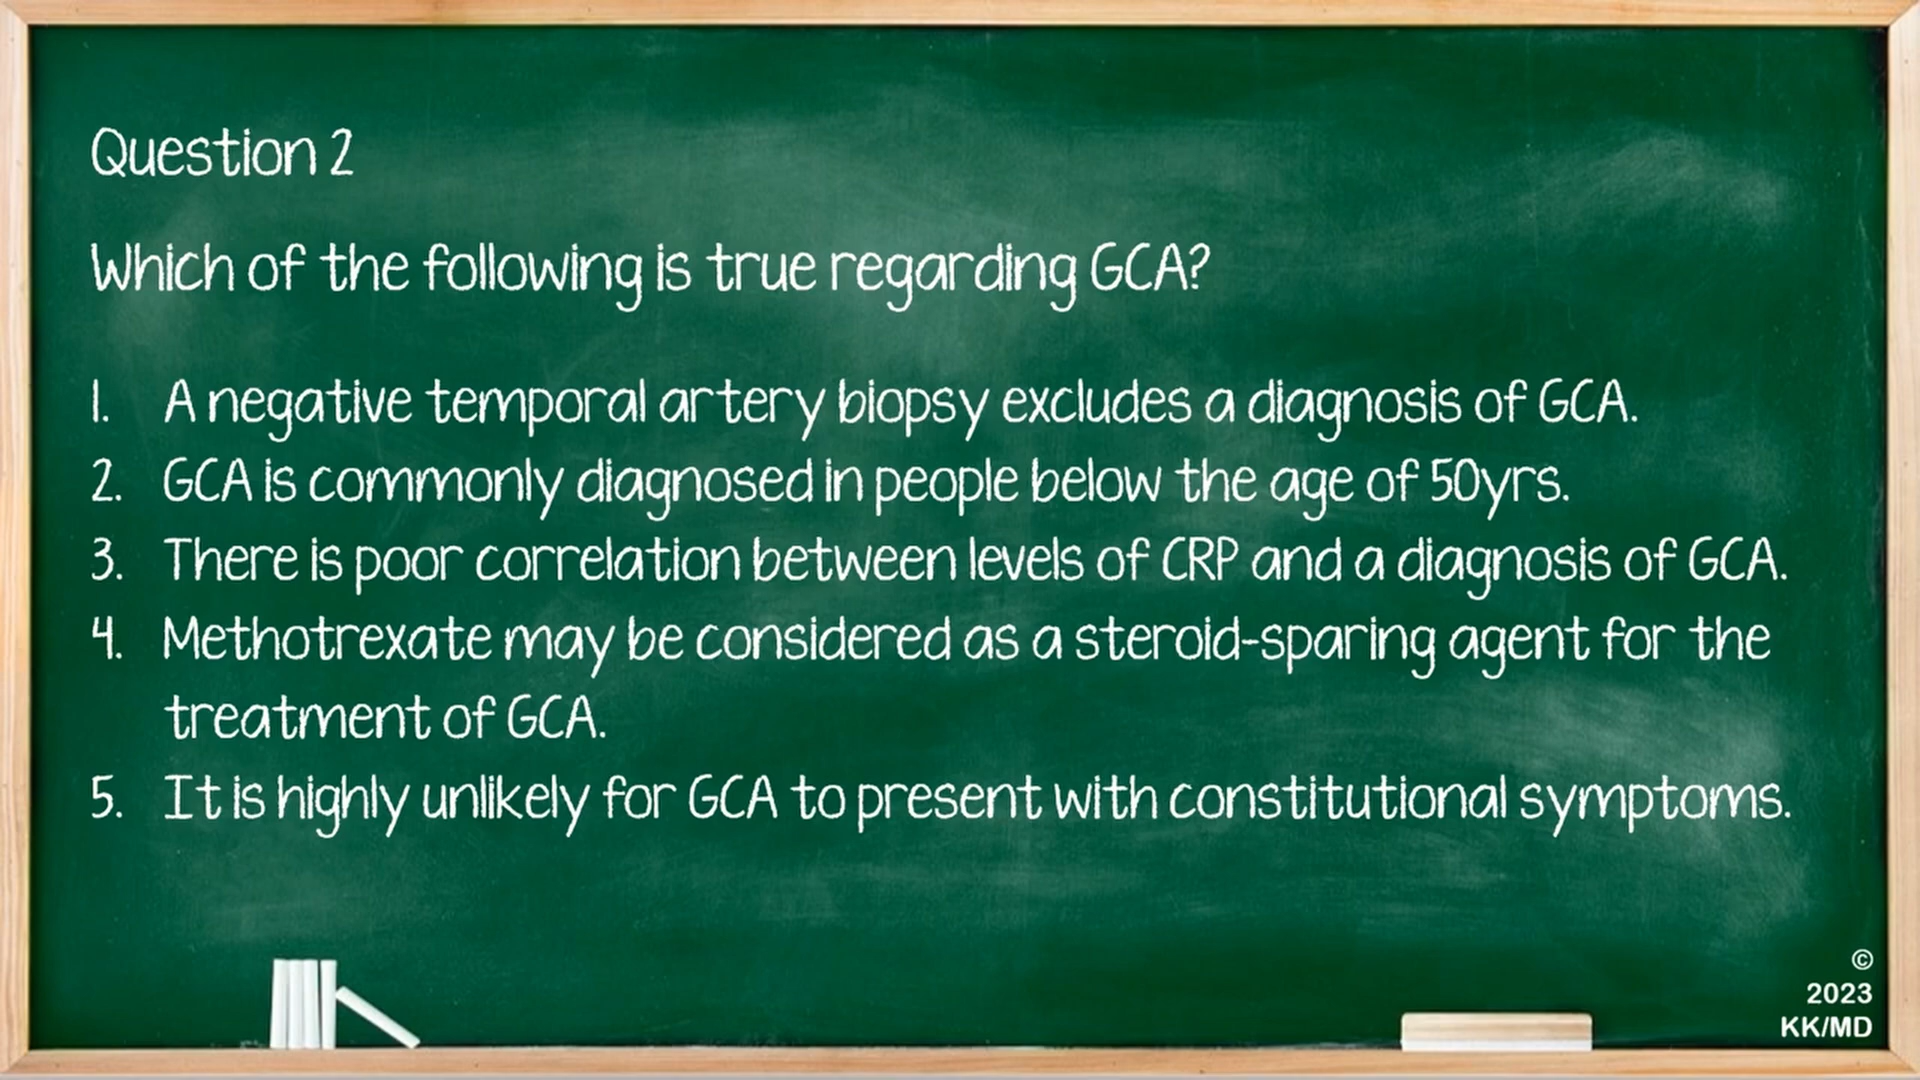 Question 2
Which of the following is true regarding GCA?
1. A negative temporal artery biopsy excludes a diagnosis of GCA.
2. GCA is commonly diagnosed in people below the age of 50yrs.
3. There is poor correlation between levels of CRP and a diagnosis of GCA.
4. Methotrexate may be considered as a steroid-sparing agent for the
treatment of GCA.
5. It is highly unlikely for GCA to present with constitutional symptoms.
©
2023
KK/MD